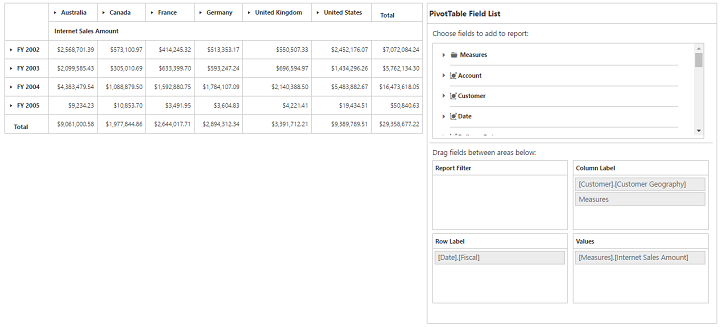 Australia Canada France Germany United Kingdom United States Total
Internet Sales Amount
FY 2002 $2,568,701.39 $573,100.97 $414,245.32 $513,353.17 $550,507.33 $2,452,176.07 $7,072,084.24
FY 2003 $2,099,585.43 $305,010.69 $633,399.70 $593,247.24 $696,594.97 $1,434,296.26 $5,762,134.30
FY 2004 $4,383,479.54 $1,088,879.50 $1,592,880.75 $1,784,107.09 $2,140,388.50 $5,483,882.67 $16,473,618.05
FY 2005 $9,234.23 $10,853.70 $3,491.95 $3,604.83 $4,221.41 $19,434.51 $50,840.63
Total $9,061,000.58 $1,977,844.86 $2,644,017.71 $2,894,312.34 $3,391,712.21 $9,389,789.51 $29,358,677.22
PivotTable Field List
Choose fields to add to report:
Measures
Account
Customer
Date
Drag fields between areas below:
Report Filter
Column Label
[Customer].[Customer Geography]
Measures
Row Label
[Date].[Fiscal]
Values
[Measures].[Internet Sales Amount]